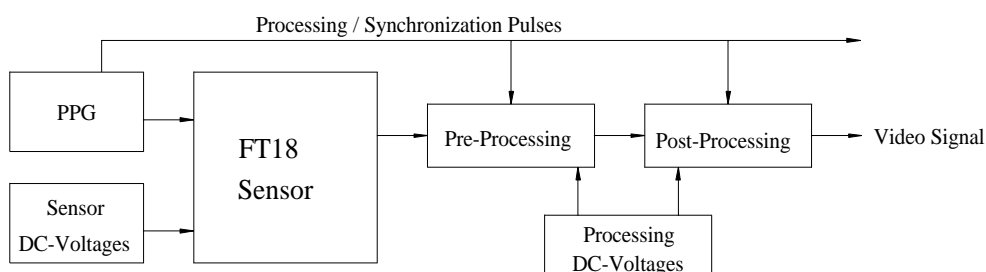 Processing / Synchronization Pulses
PPG
FT18
Sensor
Pre-Processing
Post-Processing
Video Signal
Sensor
DC-Voltages
Processing
DC-Voltages